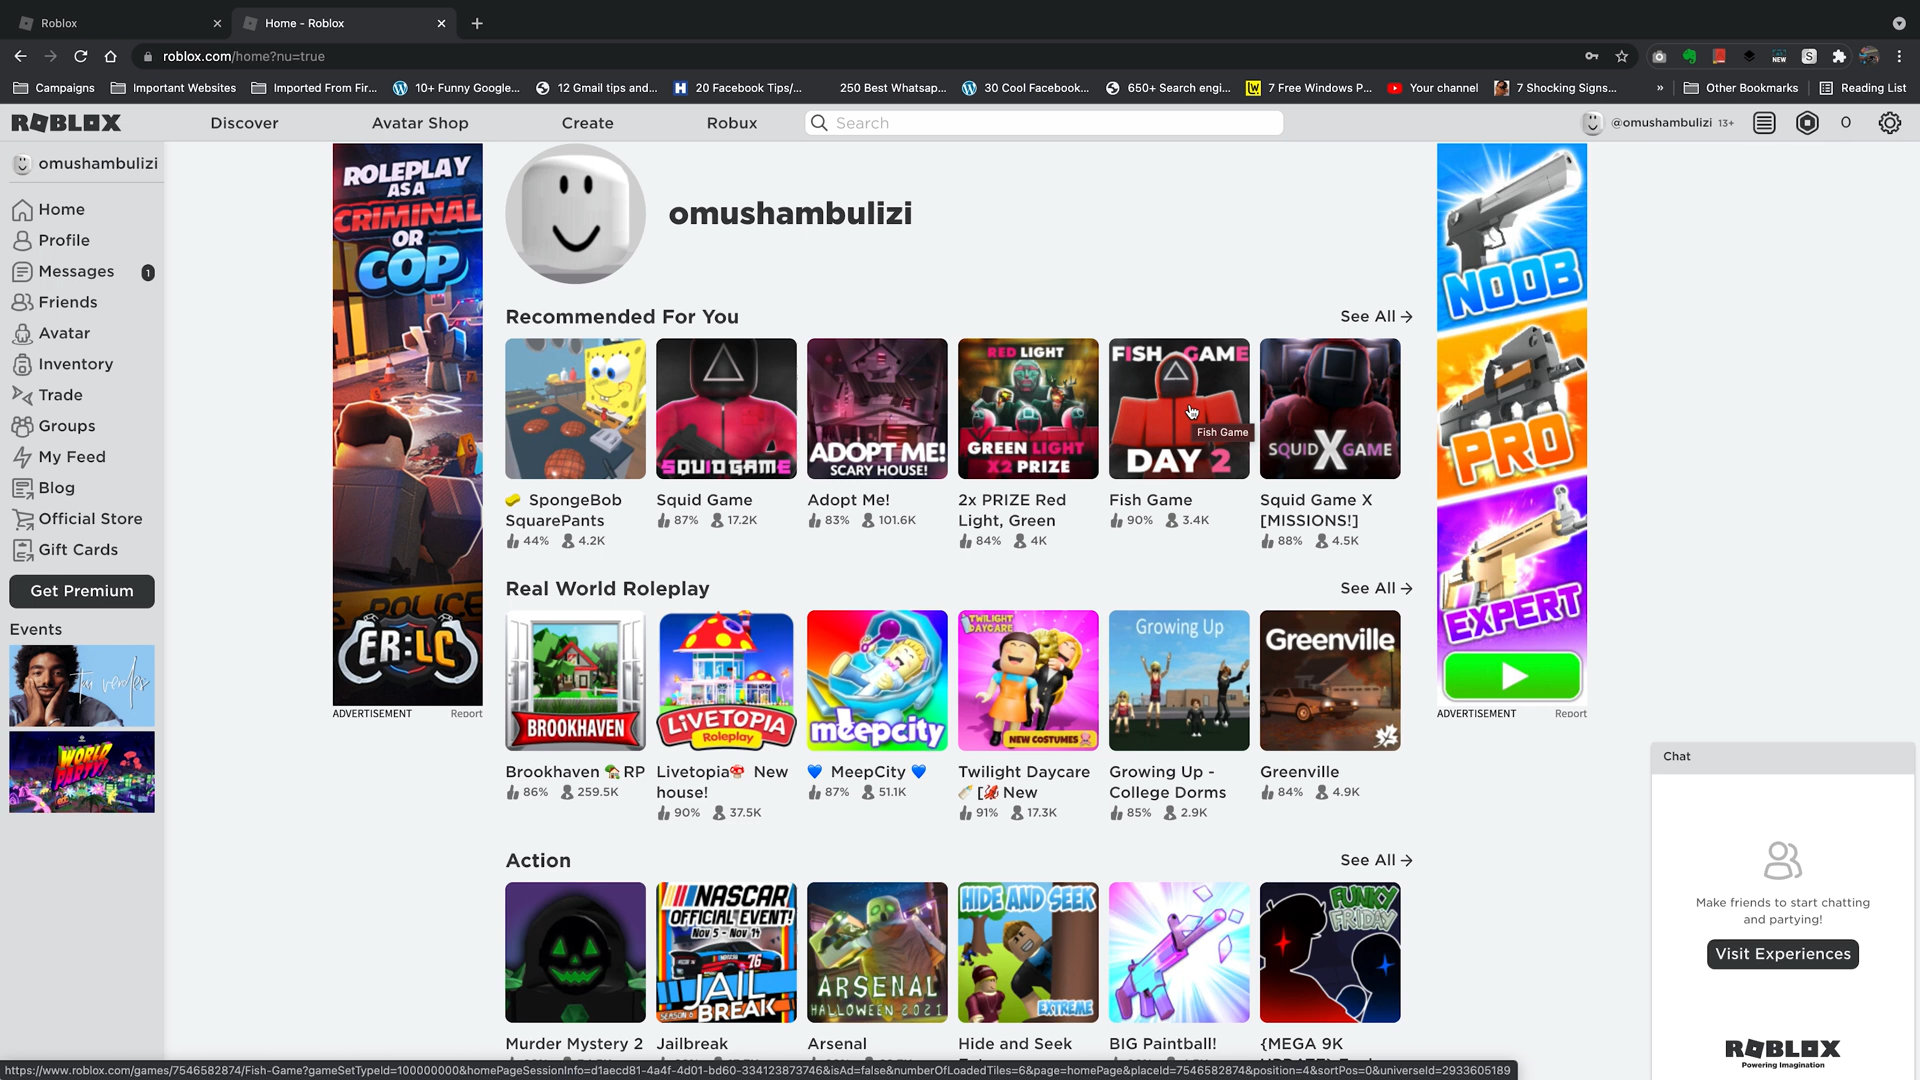 Roblox
Home - Roblox
roblox.com/home?nu=true
Campaigns
Important Websites
Imported From Fir...
10+ Funny Google...
12 Gmail tips and...
20 Facebook Tips/...
250 Best Whatsap...
30 Cool Facebook...
650+ Search engi...
7 Free Windows P...
Your channel
7 Shocking Signs...
»
Other Bookmarks
Reading List
ROBLOX
Discover
Avatar Shop
Create
Robux
Search
@omushambulizi 13+
0
omushambulizi
Home
Profile
Messages 1
Friends
Avatar
Inventory
Trade
Groups
My Feed
Blog
Official Store
Gift Cards
Get Premium
Events
WORLD
PARTY!
ROLEPLAY
AS A
CRIMINAL
OR
COP
POLICE
ER:LC
ADVERTISEMENT
Report
omushambulizi
Recommended For You
See All →
SQUID GAME
ADOPT ME!
SCARY HOUSE!
RED LIGHT
GREEN LIGHT
X2 PRIZE
FISH GAME
DAY 2
Fish Game
SQUID X GAME
SpongeBob
SquarePants
44% 4.2K
Squid Game
87% 17.2K
Adopt Me!
83% 101.6K
2x PRIZE Red
Light, Green
84% 4K
Fish Game
90% 3.4K
Squid Game X
[MISSIONS!]
88% 4.5K
Real World Roleplay
See All →
BROOKHAVEN
LIVETOPIA
Roleplay
meepcity
TWILIGHT
DAYCARE
NEW COSTUMES
Growing Up
Greenville
Brookhaven 🏡RP
86% 259.5K
Livetopia🍄 New
house!
90% 37.5K
💙 MeepCity 💙
87% 51.1K
Twilight Daycare
🍼[🦞 New
91% 17.3K
Growing Up -
College Dorms
85% 2.9K
Greenville
84% 4.9K
Action
See All →
NASCAR
OFFICIAL EVENT!
Nov 5 - Nov 14
76
JAIL
BREAK
SEASON 6
ARSENAL
HALLOWEEN 2021
HIDE AND SEEK
EXTREME
FUNKY
FRIDAY
Murder Mystery 2
Jailbreak
Arsenal
Hide and Seek
BIG Paintball!
{MEGA 9K
NOOB
PRO
EXPERT
ADVERTISEMENT
Report
Chat
Make friends to start chatting
and partying!
Visit Experiences
ROBLOX
Powering Imagination
https://www.roblox.com/games/7546582874/Fish-Game?gameSetTypeId=100000000&homePageSessionInfo=d1aecd81-4a4f-4d01-bd60-334123873746&isAd=false&numberOfLoadedTiles=6&page=homePage&placeId=7546582874&position=4&sortPos=0&universeId=2933605189